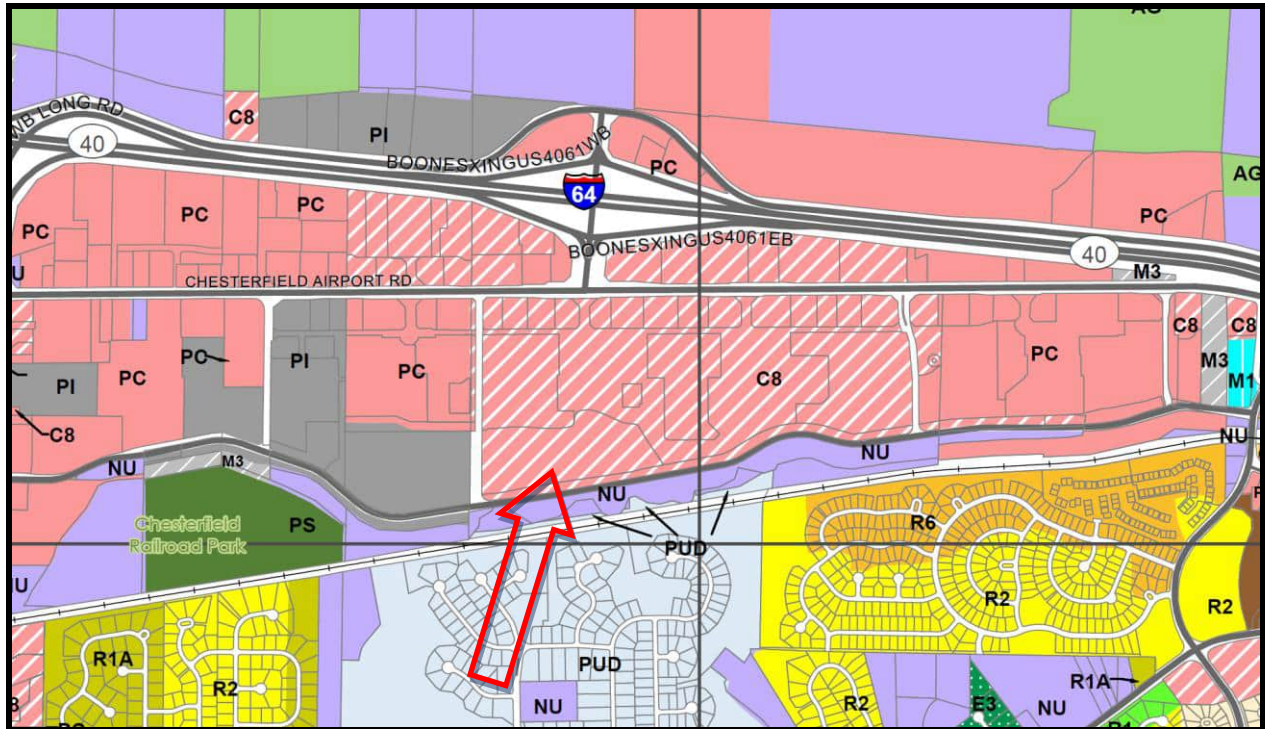 AG
WB LONG RD
C8
PI
40
BOONESXINGUS4061WB
PC
64
AG
PC
PC
PC
PC
BOONESXINGUS4061EB
40
M3
U
CHESTERFIELD AIRPORT RD
C8
C8
PC
PI
PC
M3
PI
PC
PC
C8
M1
C8
NU
NU
NU
M3
NU
PS
Chesterfield
Railroad Park
R6
PUD
U
R2
R2
R1A
PUD
R2
R1A
8
NU
R2
E3
NU
R1